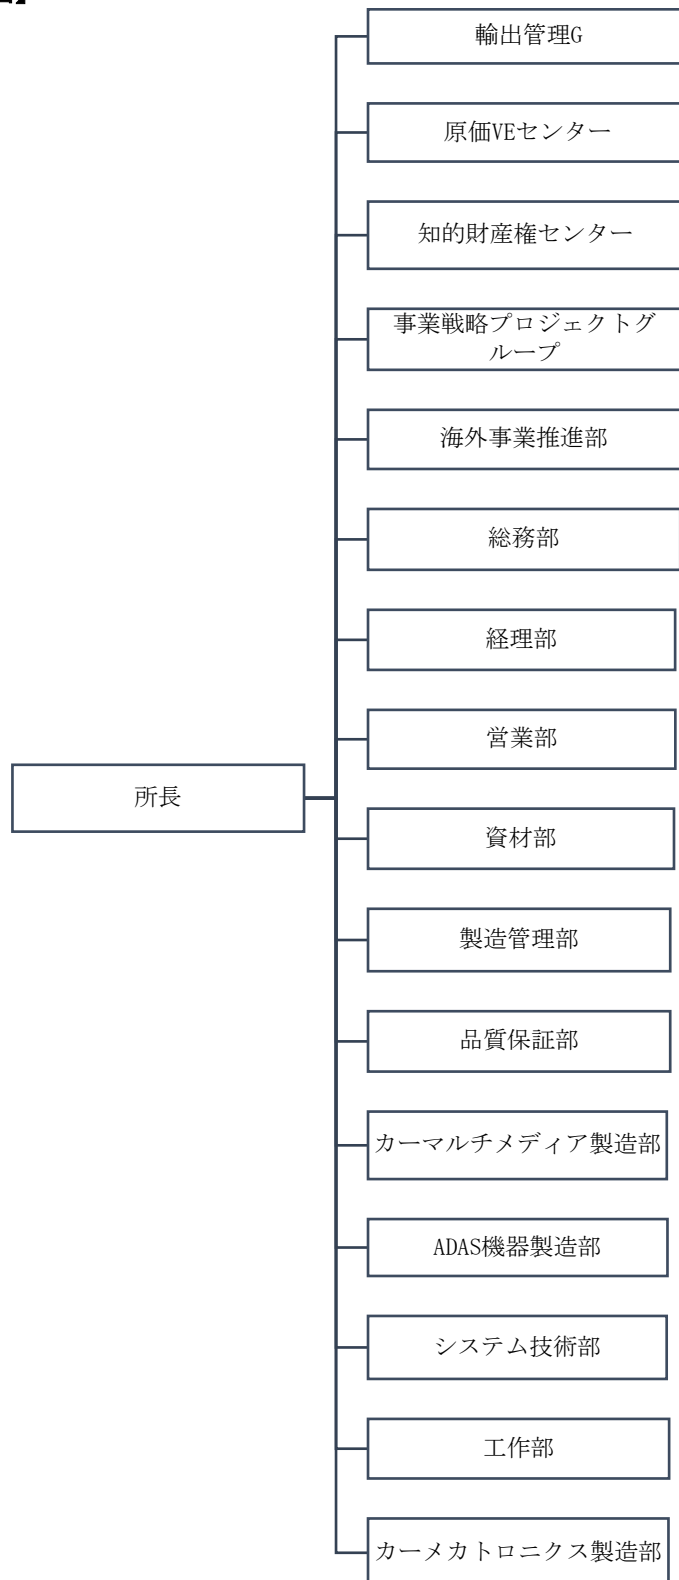 輸出管理G
原価VEセンター
知的財産権センター
事業戦略プロジェクトグ
ループ
海外事業推進部
総務部
経理部
営業部
所長
資材部
製造管理部
品質保証部
カーマルチメディア製造部
ADAS機器製造部
システム技術部
工作部
カーメカトロニクス製造部